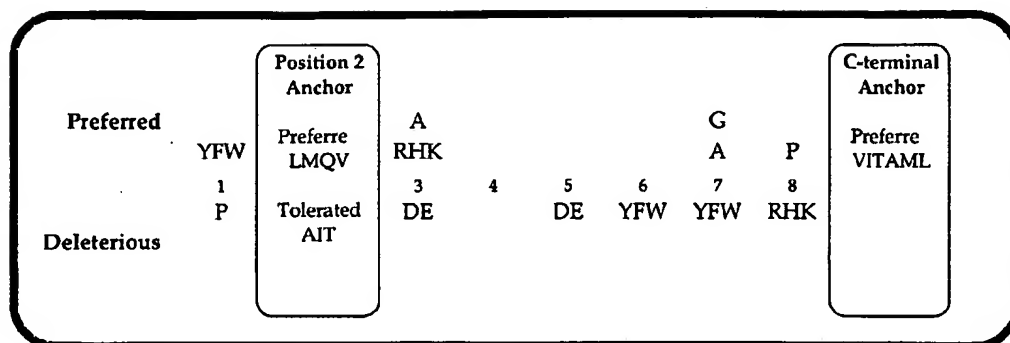 Position 2
Anchor
C-terminal
Anchor
Preferred
A
G
YFW
Preferre
LMQV
RHK
A
P
Preferre
VITAML
1
3
4
5
6
7
8
P
Tolerated
AIT
DE
DE
YFW
YFW
RHK
Deleterious